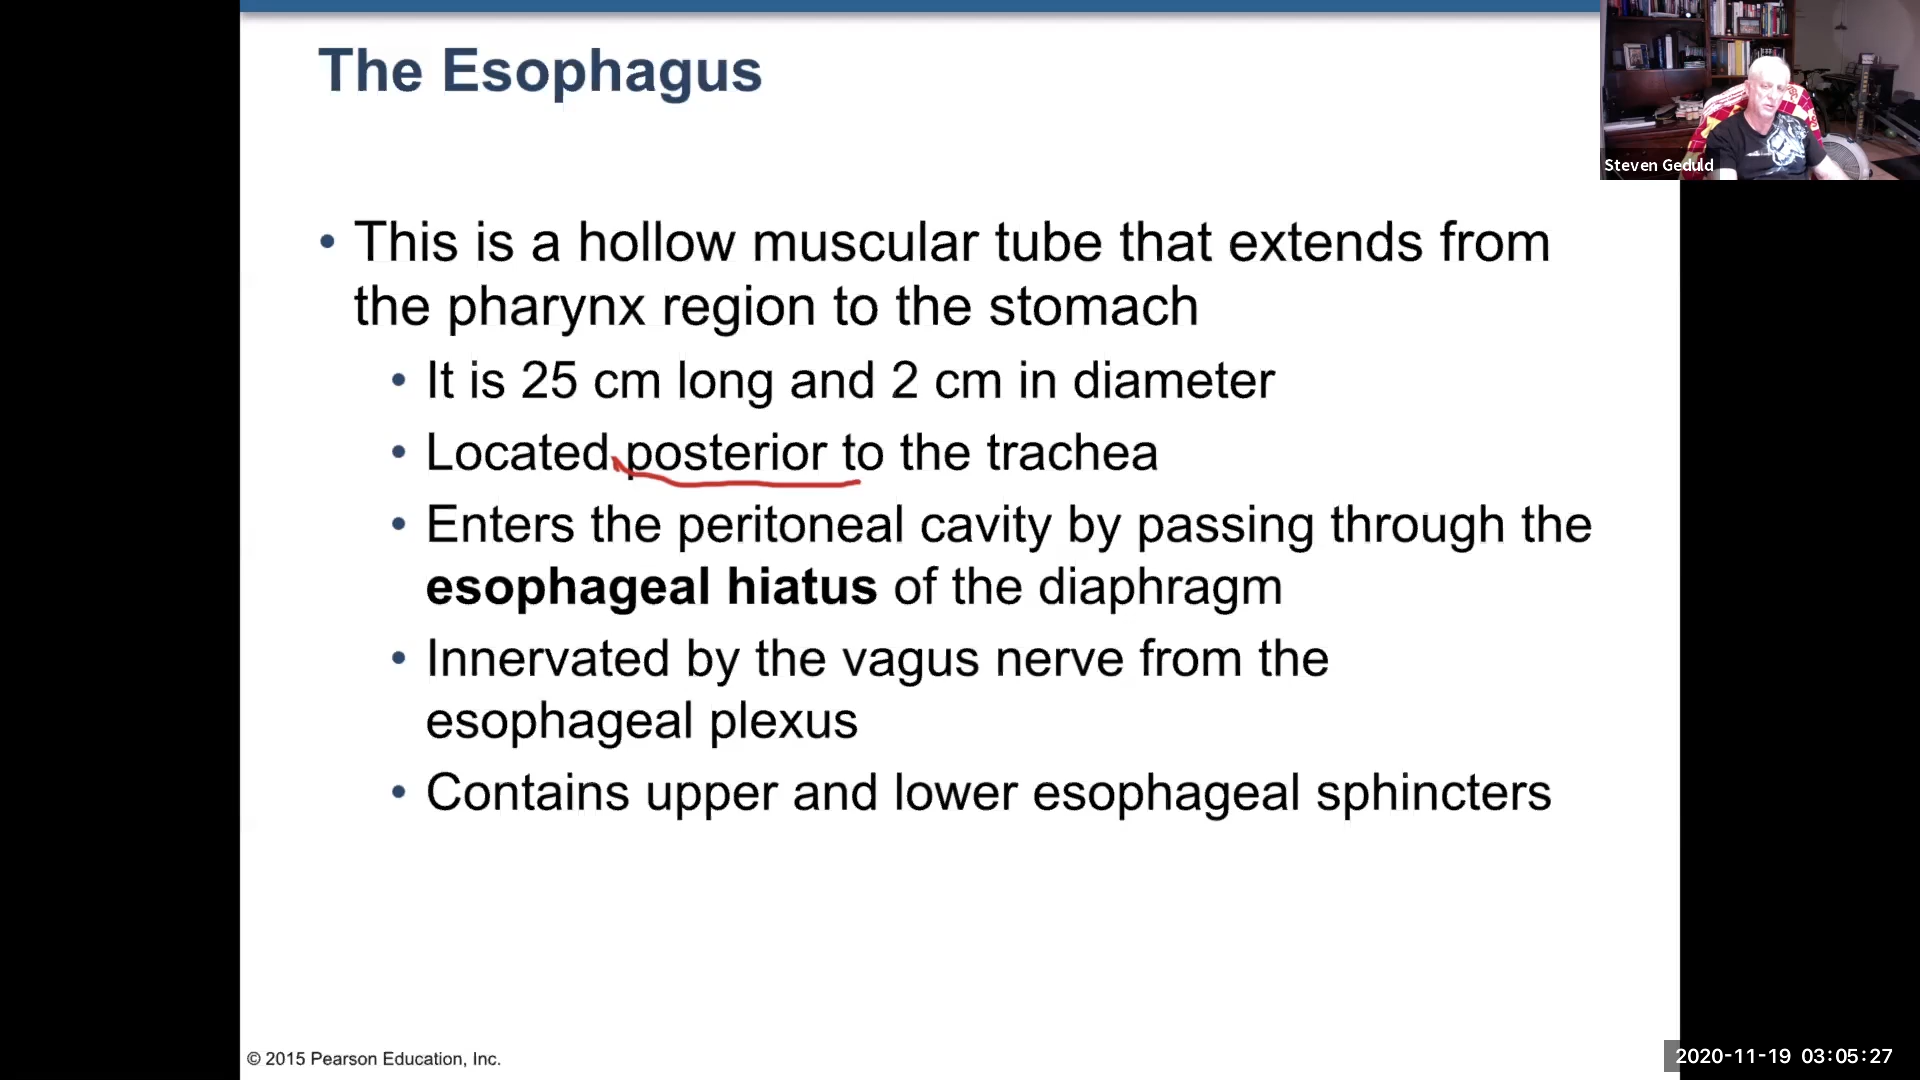 The Esophagus
Steven Geduld
• This is a hollow muscular tube that extends from
the pharynx region to the stomach
• It is 25 cm long and 2 cm in diameter
• Located posterior to the trachea
• Enters the peritoneal cavity by passing through the
esophageal hiatus of the diaphragm
• Innervated by the vagus nerve from the
esophageal plexus
• Contains upper and lower esophageal sphincters
© 2015 Pearson Education, Inc.
2020-11-19 03:05:27